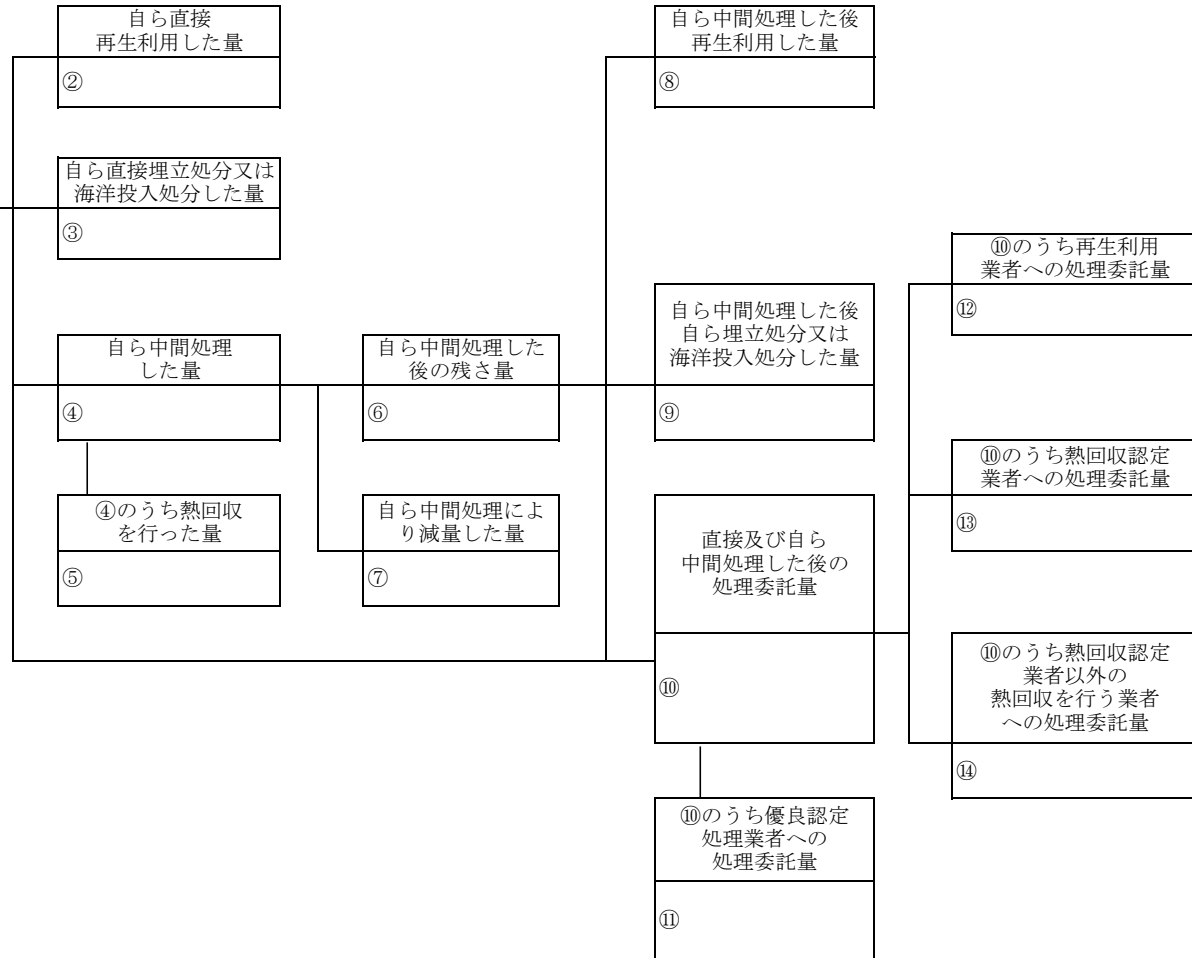 自ら直接
再生利用した量
②
自ら直接埋立処分又は
海洋投入処分した量
③
自ら中間処理
した量
④
④のうち熱回収
を行った量
⑤
自ら中間処理した
後の残さ量
⑥
自ら中間処理によ
り減量した量
⑦
自ら中間処理した後
再生利用した量
⑧
自ら中間処理した後
自ら埋立処分又は
海洋投入処分した量
⑨
直接及び自ら
中間処理した後の
処理委託量
⑩
⑩のうち優良認定
処理業者への
処理委託量
⑪
⑩のうち再生利用
業者への処理委託量
⑫
⑩のうち熱回収認定
業者への処理委託量
⑬
⑩のうち熱回収認定
業者以外の
熱回収を行う業者
への処理委託量
⑭